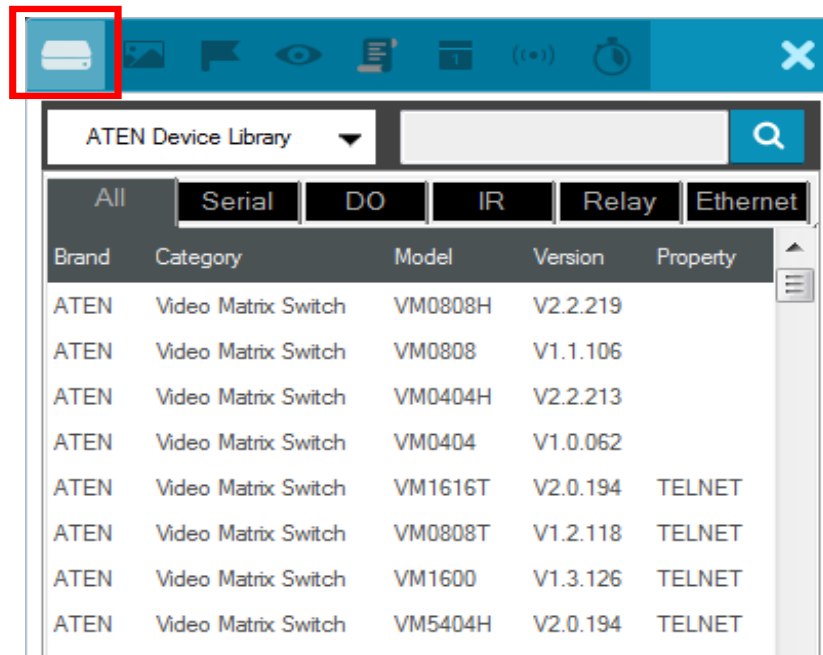 1
ATEN Device Library
All Serial DO IR Relay Ethernet
Brand Category Model Version Property
ATEN Video Matrix Switch VM0808H V2.2.219
ATEN Video Matrix Switch VM0808 V1.1.106
ATEN Video Matrix Switch VM0404H V2.2.213
ATEN Video Matrix Switch VM0404 V1.0.062
ATEN Video Matrix Switch VM1616T V2.0.194 TELNET
ATEN Video Matrix Switch VM0808T V1.2.118 TELNET
ATEN Video Matrix Switch VM1600 V1.3.126 TELNET
ATEN Video Matrix Switch VM5404H V2.0.194 TELNET